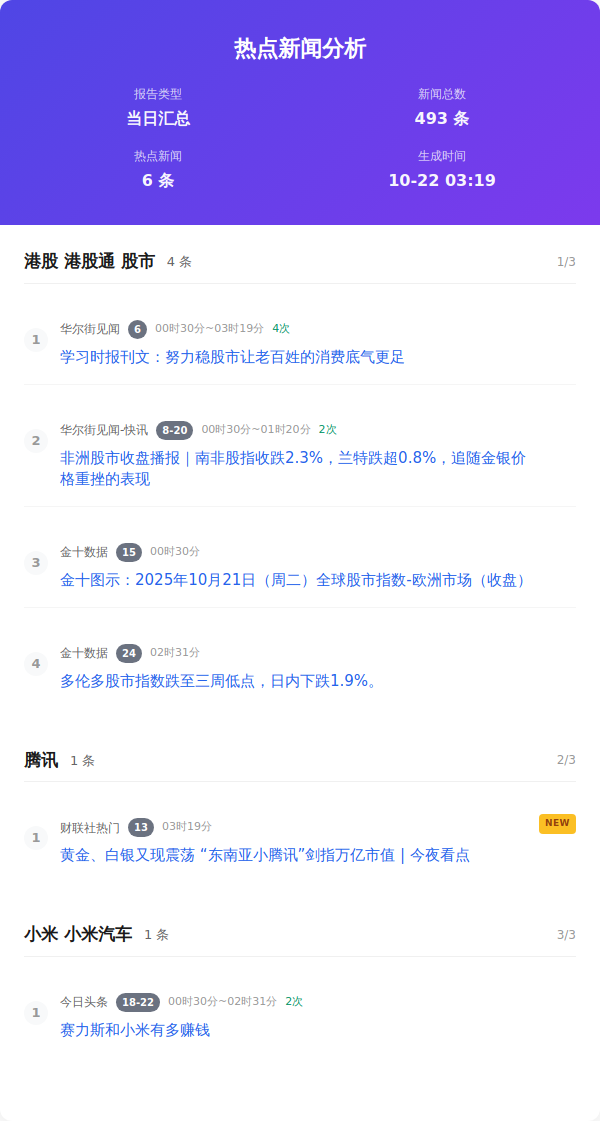 热点新闻分析
报告类型
新闻总数
当日汇总
493 条
热点新闻
生成时间
6 条
10-22 03:19
港股 港股通 股市 4 条 1/3
1
华尔街见闻 6 00时30分~03时19分 4次
学习时报刊文：努力稳股市让老百姓的消费底气更足
2
华尔街见闻-快讯 8-20 00时30分~01时20分 2次
非洲股市收盘播报｜南非股指收跌2.3%，兰特跌超0.8%，追随金银价
格重挫的表现
3
金十数据 15 00时30分
金十图示：2025年10月21日（周二）全球股市指数-欧洲市场（收盘）
4
金十数据 24 02时31分
多伦多股市指数跌至三周低点，日内下跌1.9%。
腾讯 1 条 2/3
1
财联社热门 13 03时19分 NEW
黄金、白银又现震荡 “东南亚小腾讯”剑指万亿市值 | 今夜看点
小米 小米汽车 1 条 3/3
1
今日头条 18-22 00时30分~02时31分 2次
赛力斯和小米有多赚钱